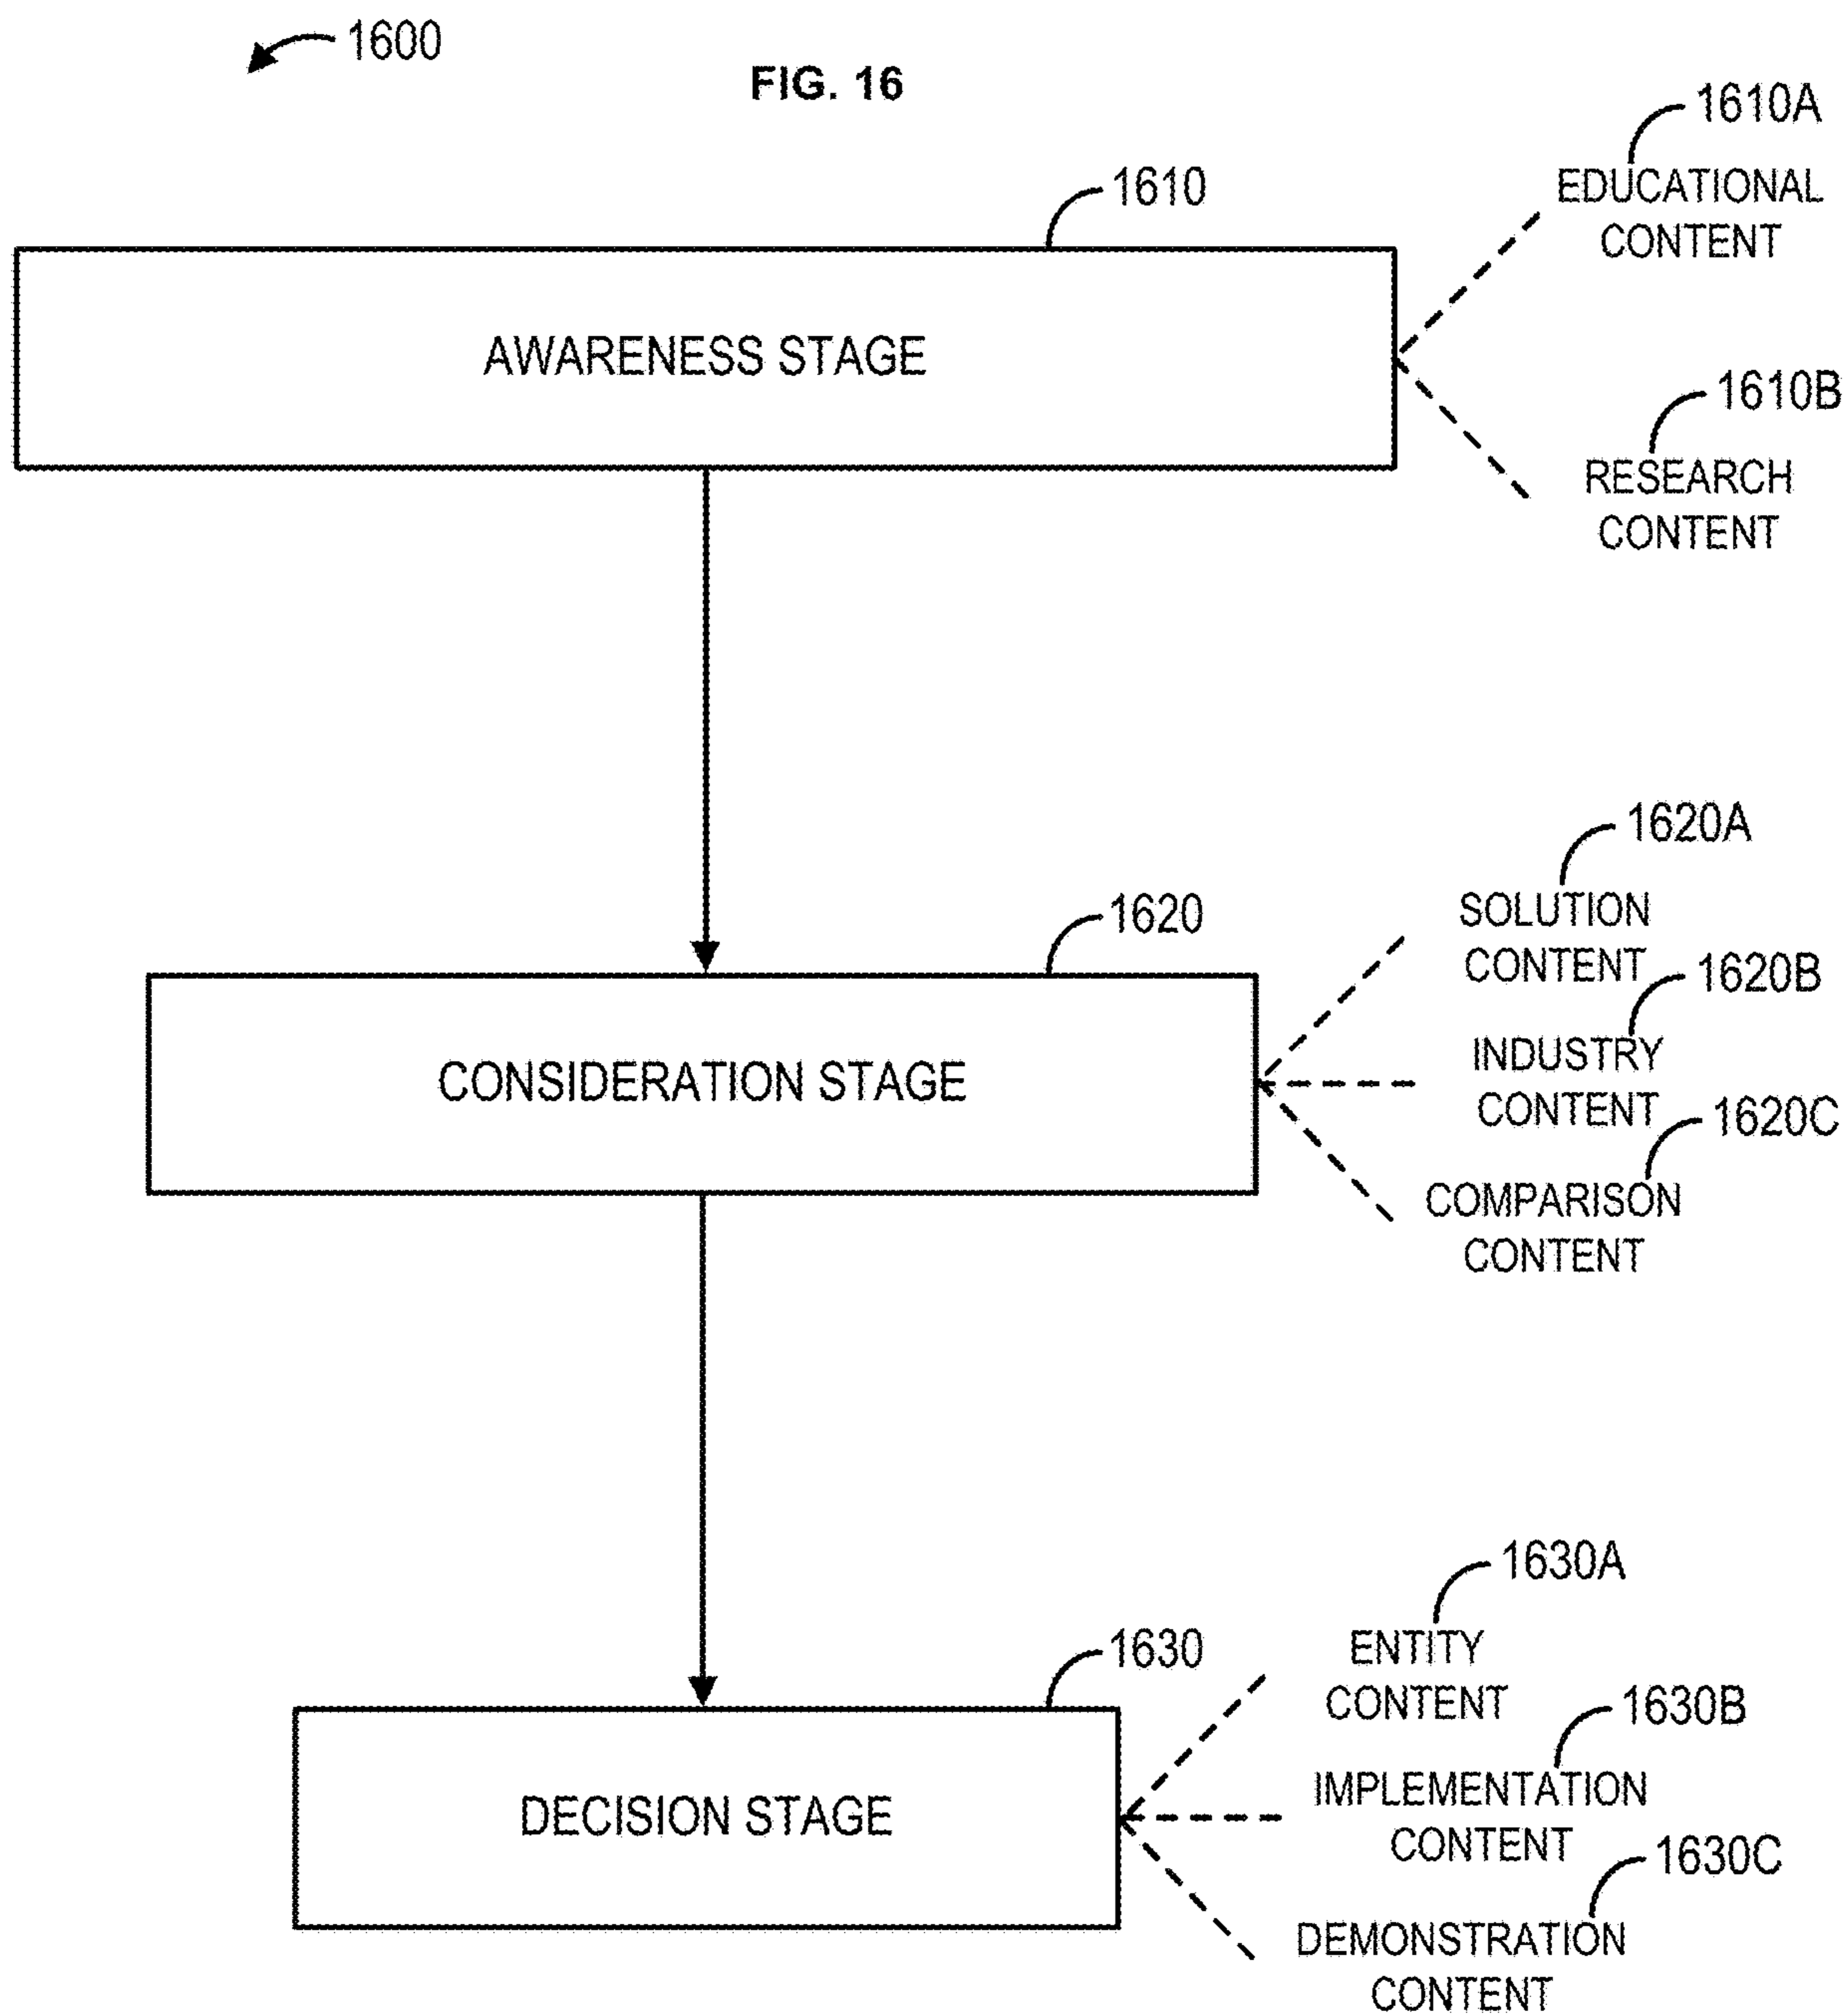 1600
FIG. 16
1610A
EDUCATIONAL
CONTENT
1610
AWARENESS STAGE
1610B
RESEARCH
CONTENT
1620A
SOLUTION
CONTENT
1620
1620B
INDUSTRY
CONTENT
CONSIDERATION STAGE
1620C
COMPARISON
CONTENT
1630A
ENTITY
CONTENT
1630
1630B
IMPLEMENTATION
CONTENT
DECISION STAGE
1630C
DEMONSTRATION
CONTENT